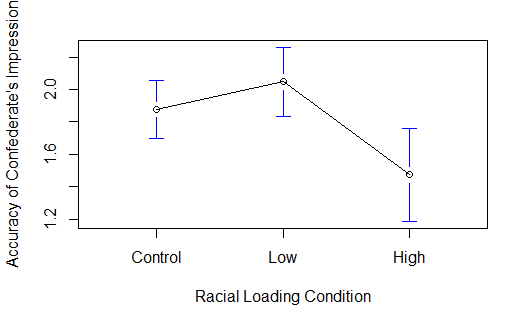 Accuracy of Confederate's Impression
2.0
1.6
1.2
Control Low High
Racial Loading Condition